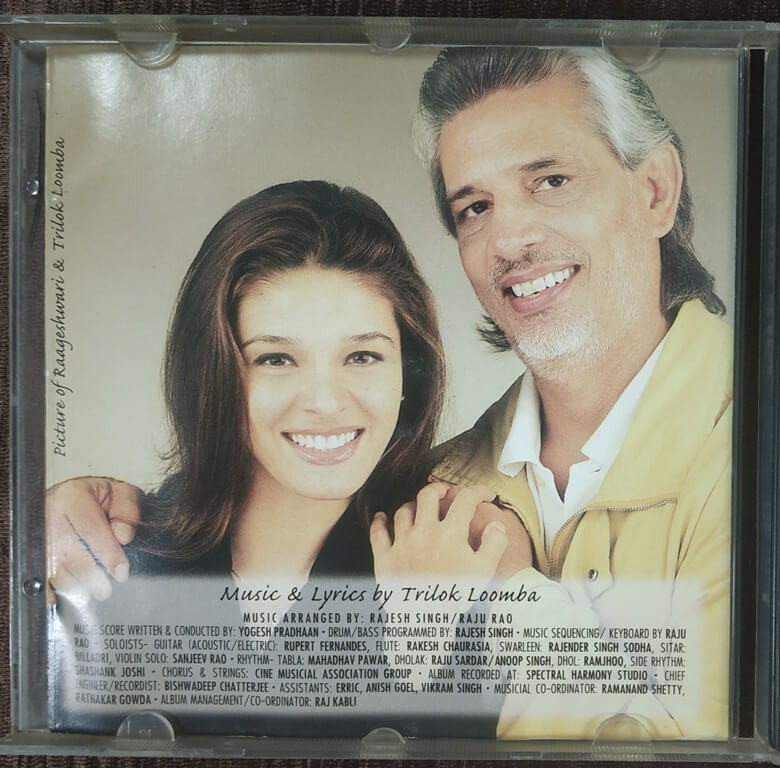 Picture of Raageshwari & Trilok Loomba
Music & Lyrics by Trilok Loomba
MUSIC ARRANGED BY: RAJESH SINGH/RAJU RAO
MUSIC SCORE WRITTEN & CONDUCTED BY: YOGESH PRADHAAN • DRUM/BASS PROGRAMMED BY: RAJESH SINGH • MUSIC SEQUENCING/ KEYBOARD BY RAJU
RAO • SOLOISTS- GUITAR (ACOUSTIC/ELECTRIC): RUPERT FERNANDES, FLUTE: RAKESH CHAURASIA, SWARLEEN: RAJENDER SINGH SODHA, SITAR:
NILLADRI, VIOLIN SOLO: SANJEEV RAO • RHYTHM- TABLA: MAHADHAV PAWAR, DHOLAK: RAJU SARDAR/ANOOP SINGH, DHOL: RAMJHOO, SIDE RHYTHM:
SHASHANK JOSHI • CHORUS & STRINGS: CINE MUSICIAL ASSOCIATION GROUP • ALBUM RECORDED AT: SPECTRAL HARMONY STUDIO • CHIEF
ENGINEER/RECORDIST: BISHWADEEP CHATTERJEE • ASSISTANTS: ERRIC, ANISH GOEL, VIKRAM SINGH • MUSICIAL CO-ORDINATOR: RAMANAND SHETTY,
RATNAKAR GOWDA • ALBUM MANAGEMENT/CO-ORDINATOR: RAJ KABLI